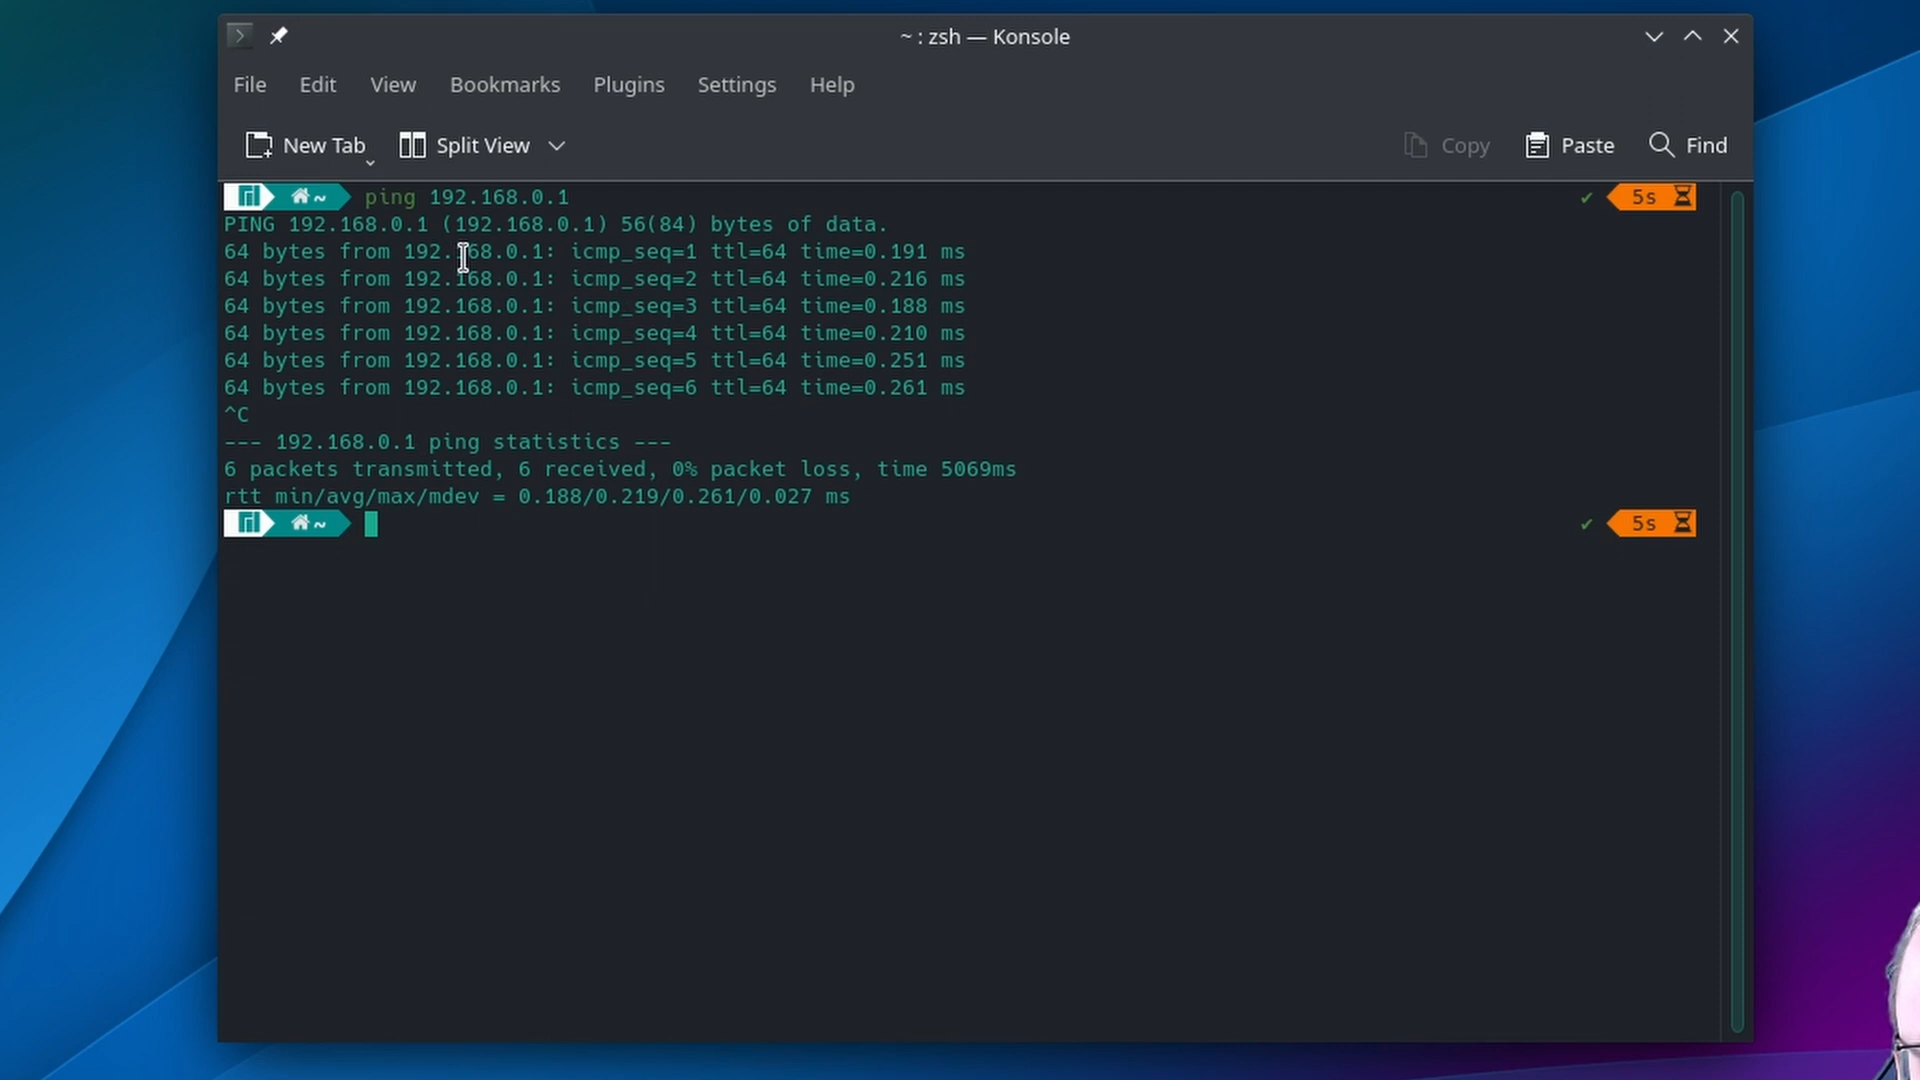 ~ : zsh — Konsole
File Edit View Bookmarks Plugins Settings Help
New Tab Split View Copy Paste Find
~ ping 192.168.0.1 ✔ 5s
PING 192.168.0.1 (192.168.0.1) 56(84) bytes of data.
64 bytes from 192.168.0.1: icmp_seq=1 ttl=64 time=0.191 ms
64 bytes from 192.168.0.1: icmp_seq=2 ttl=64 time=0.216 ms
64 bytes from 192.168.0.1: icmp_seq=3 ttl=64 time=0.188 ms
64 bytes from 192.168.0.1: icmp_seq=4 ttl=64 time=0.210 ms
64 bytes from 192.168.0.1: icmp_seq=5 ttl=64 time=0.251 ms
64 bytes from 192.168.0.1: icmp_seq=6 ttl=64 time=0.261 ms
^C
--- 192.168.0.1 ping statistics ---
6 packets transmitted, 6 received, 0% packet loss, time 5069ms
rtt min/avg/max/mdev = 0.188/0.219/0.261/0.027 ms
~ ✔ 5s